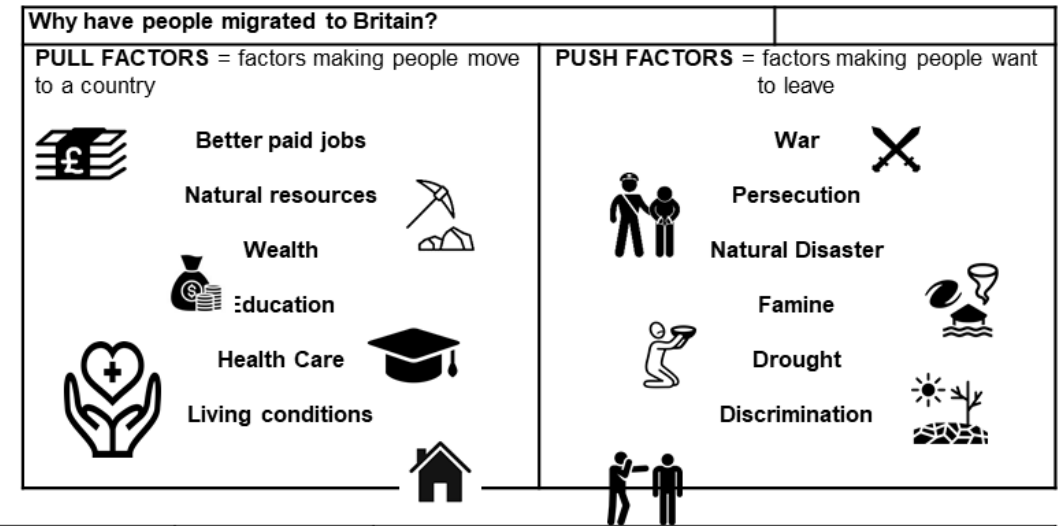 Why have people migrated to Britain?
PULL FACTORS = factors making people move
to a country
£
Better paid jobs
Natural resources
Wealth
$
Education
Health Care
Living conditions
PUSH FACTORS = factors making people want
to leave
War
Persecution
Natural Disaster
Famine
Drought
Discrimination